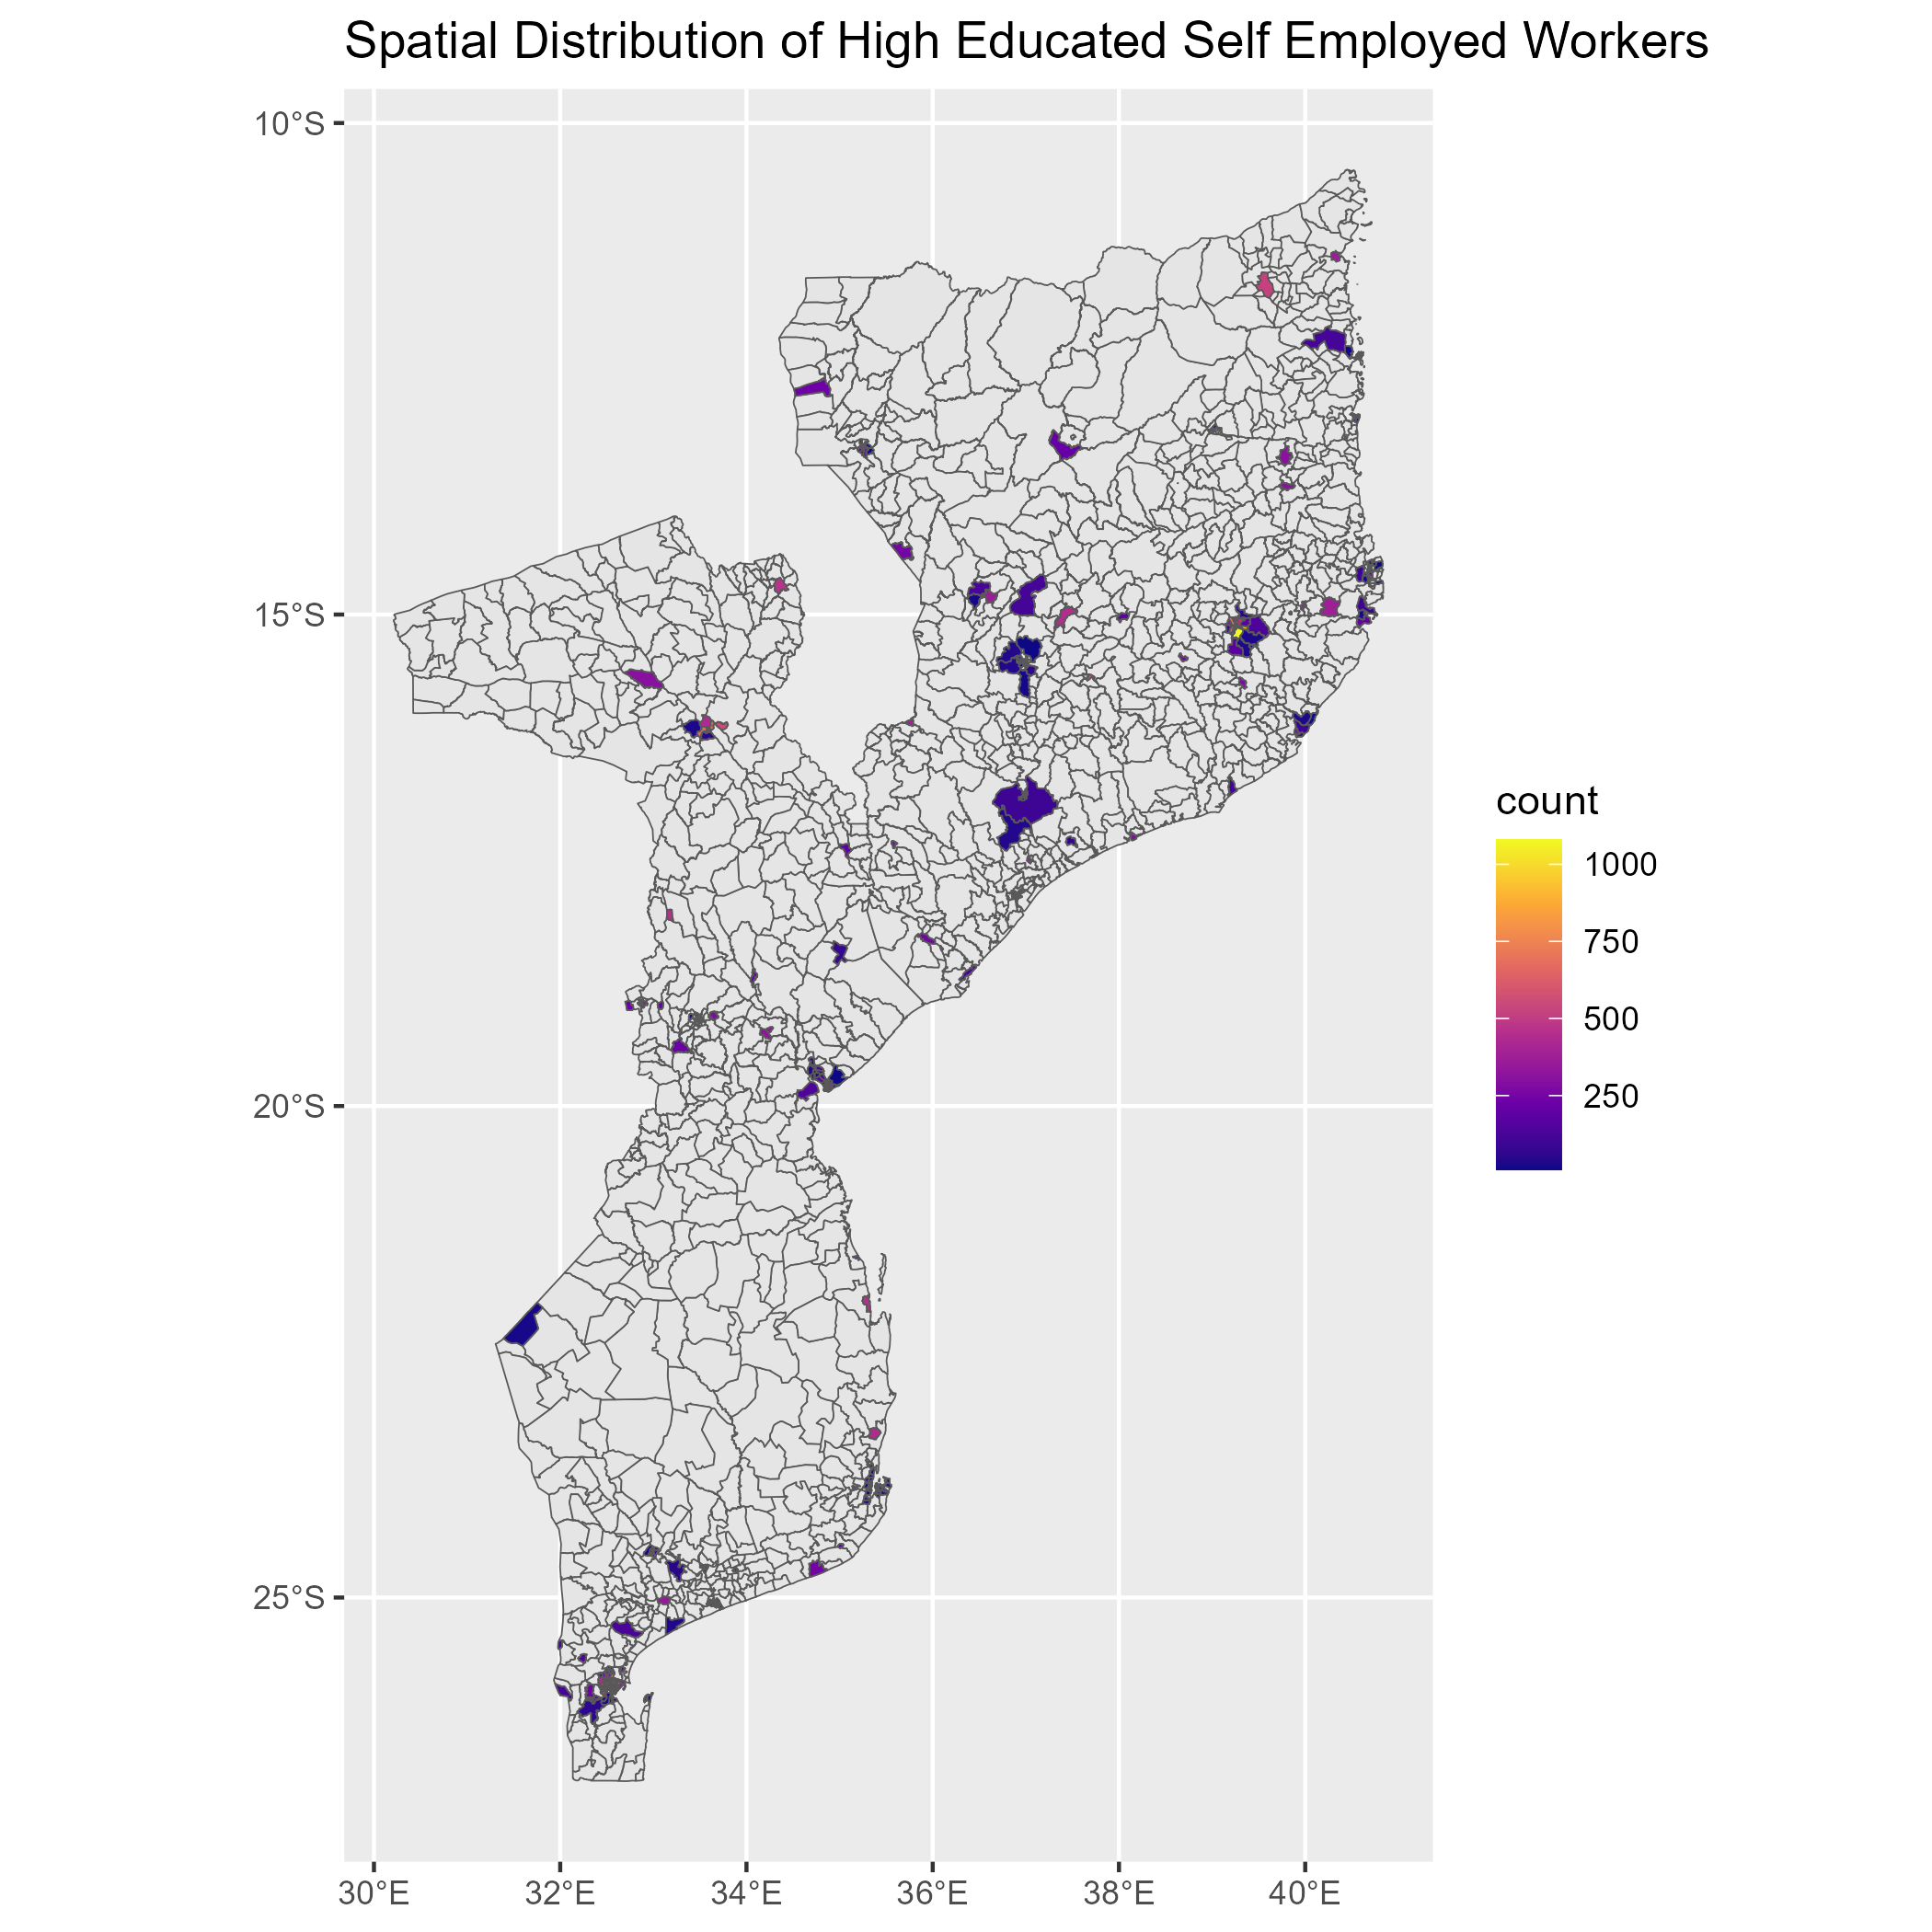 Spatial Distribution of High Educated Self Employed Workers
10°S
15°S
20°S
25°S
30°E
32°E
34°E
36°E
38°E
40°E
count
1000
750
500
250